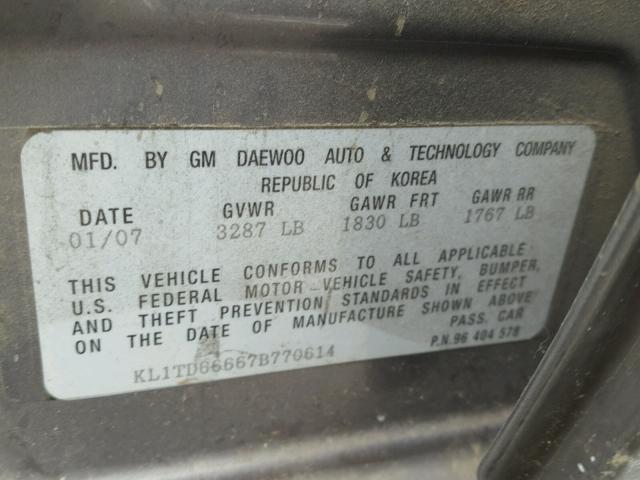 MFD. BY GM DAEWOO AUTO & TECHNOLOGY COMPANY
REPUBLIC OF KOREA
DATE GVWR GAWR FRT GAWR RR
01/07 3287 LB 1830 LB 1767 LB
THIS VEHICLE CONFORMS TO ALL APPLICABLE
U.S. FEDERAL MOTOR VEHICLE SAFETY, BUMPER,
AND THEFT PREVENTION STANDARDS IN EFFECT
ON THE DATE OF MANUFACTURE SHOWN ABOVE
PASS. CAR
KL1TD66667B770614 P.N. 96 404 578